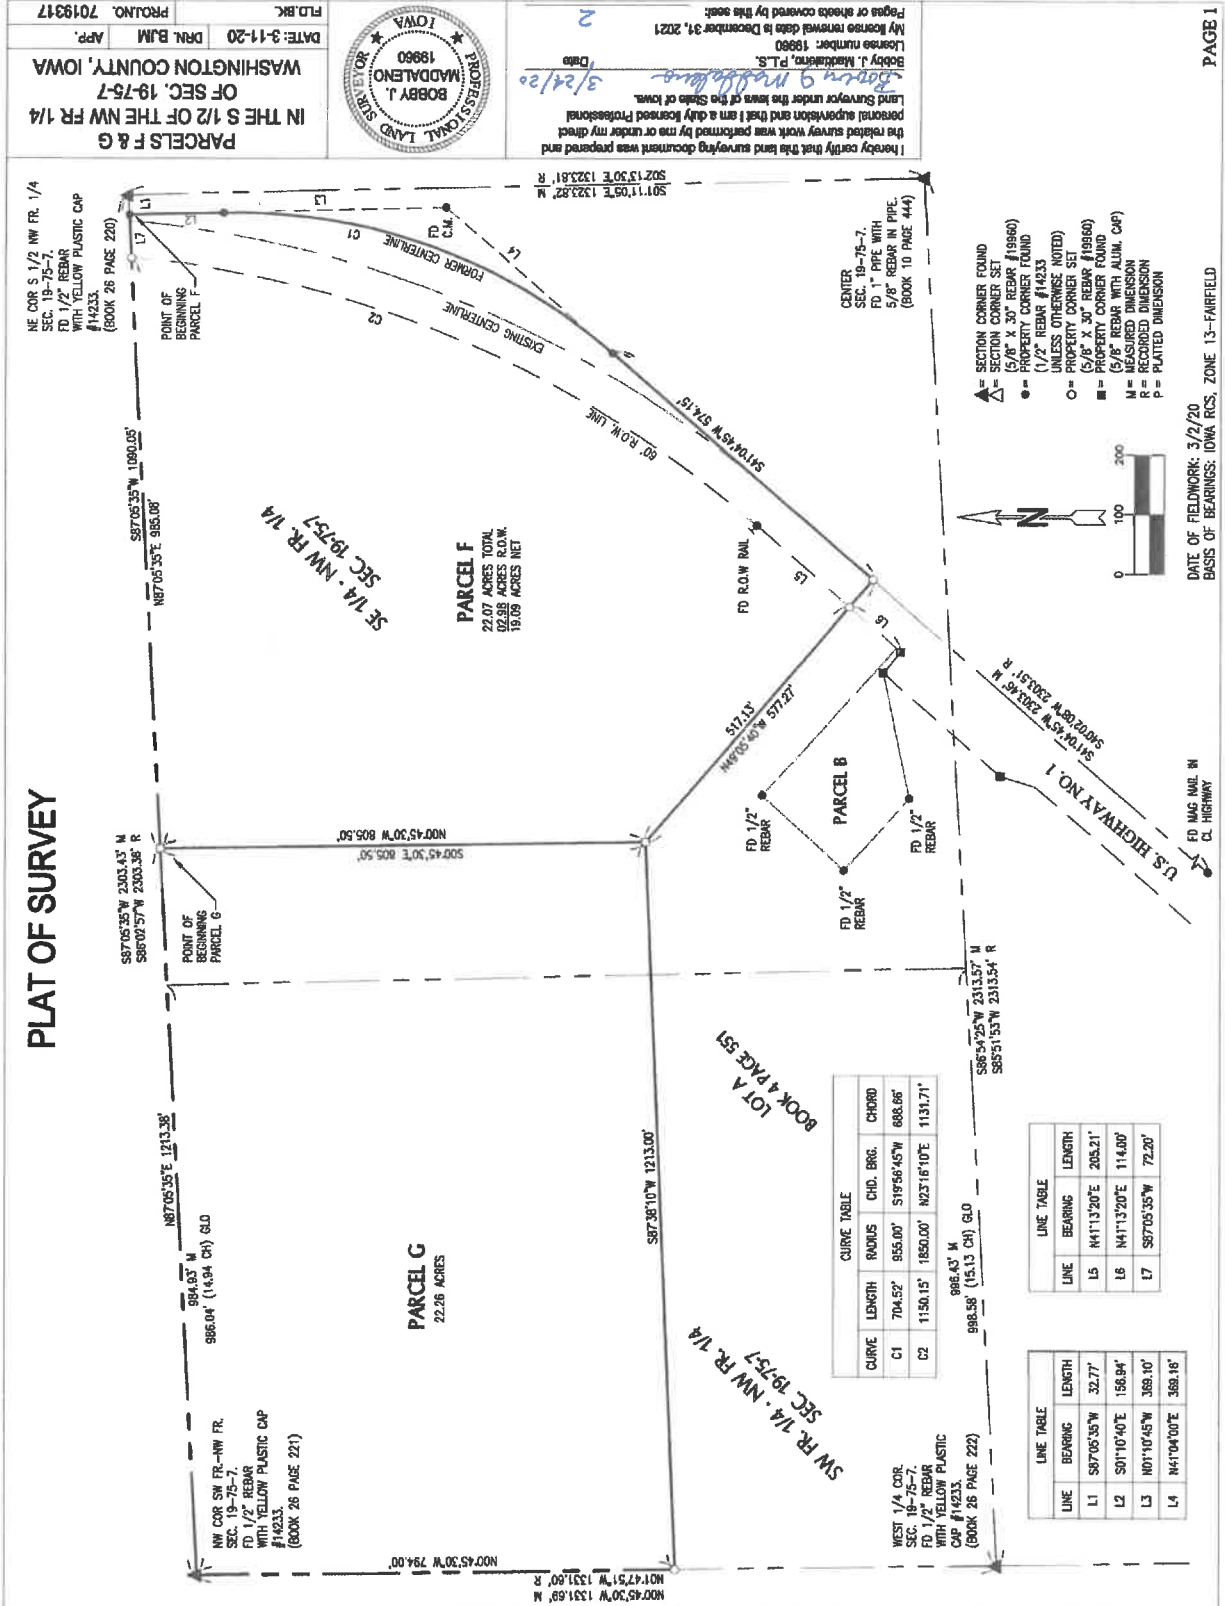 PLAT OF SURVEY
NW COR SW FR.-NW FR.
SEC. 19-75-7.
FD 1/2" REBAR
WITH YELLOW PLASTIC CAP
#14233.
(BOOK 26 PAGE 221)
984.93' M
986.04' (14.94 CH) GLO
N87°05'35"E 1213.38'
S87°05'35"W 2303.43' M
S86°02'57"W 2303.36' R
POINT OF
BEGINNING
PARCEL G
S87°05'35"W 1090.05'
N87°05'35"E 985.08'
NE COR S 1/2 NW FR. 1/4
SEC. 19-75-7.
FD 1/2" REBAR
WITH YELLOW PLASTIC CAP
#14233.
(BOOK 26 PAGE 220)
POINT OF
BEGINNING
PARCEL F
L7
L1
L2
L3
L4
C1
C2
FD
C.M.
FORMER CENTERLINE
EXISTING CENTERLINE
60' R.O.W. LINE
S41°04'45"W 574.15'
SE 1/4 - NW FR. 1/4
SEC. 19-75-7
PARCEL F
22.07 ACRES TOTAL
02.98 ACRES R.O.W.
19.09 ACRES NET
FD R.O.W RAIL
L5
L6
N00°45'30"W 805.50'
S00°45'30"E 805.50'
517.13'
N49°05'40"W 577.27'
PARCEL G
22.26 ACRES
S87°38'10"W 1213.00'
N00°45'30"W 794.00'
N00°45'30"W 1331.69' M
N01°47'51"W 1331.60' R
FD 1/2"
REBAR
PARCEL B
FD 1/2"
REBAR
FD 1/2"
REBAR
LOT A
BOOK 4 PAGE 551
SW FR. 1/4 - NW FR. 1/4
SEC. 19-75-7
WEST 1/4 COR.
SEC. 19-75-7.
FD 1/2" REBAR
WITH YELLOW PLASTIC
CAP #14233.
(BOOK 26 PAGE 222)
CURVE TABLE
CURVE LENGTH RADIUS CHD. BRG. CHORD
C1 704.52' 955.00' S19°56'45"W 688.66'
C2 1150.15' 1850.00' N23°16'10"E 1131.71'
996.43' M
998.58' (15.13 CH) GLO
S86°54'25"W 2313.57' M
S85°51'53"W 2313.54' R
U.S. HIGHWAY NO. 1
S41°04'45"W 2303.46' M
S40°02'08"W 2303.51' R
FD MAG NAIL IN
CL HIGHWAY
CENTER
SEC. 19-75-7.
FD 1" PIPE WITH
5/8" REBAR IN PIPE.
(BOOK 10 PAGE 444)
S01°11'05"E 1323.82' M
S02°13'30"E 1323.81' R
LINE TABLE
LINE BEARING LENGTH
L1 S87°05'35"W 32.77'
L2 S01°10'40"E 158.94'
L3 N01°10'45"W 369.10'
L4 N41°04'00"E 369.16'
LINE TABLE
LINE BEARING LENGTH
L5 N41°13'20"E 205.21'
L6 N41°13'20"E 114.00'
L7 S87°05'35"W 72.20'
N
0 100 200
= SECTION CORNER FOUND
= SECTION CORNER SET
(5/8" X 30" REBAR #19960)
= PROPERTY CORNER FOUND
(1/2" REBAR #14233
UNLESS OTHERWISE NOTED)
= PROPERTY CORNER SET
(5/8" X 30" REBAR #19960)
= PROPERTY CORNER FOUND
(5/8" REBAR WITH ALUM. CAP)
M = MEASURED DIMENSION
R = RECORDED DIMENSION
P = PLATTED DIMENSION
DATE OF FIELDWORK: 3/2/20
BASIS OF BEARINGS: IOWA RCS, ZONE 13-FAIRFIELD
I hereby certify that this land surveying document was prepared and
the related survey work was performed by me or under my direct
personal supervision and that I am a duly licensed Professional
Land Surveyor under the laws of the State of Iowa.
Bobby J Maddaleno 3/24/20
Bobby J. Maddaleno, P.L.S. Date
License number: 19960
My license renewal date is December 31, 2021
Pages or sheets covered by this seal: 2
PROFESSIONAL LAND SURVEYOR
BOBBY J.
MADDALENO
19960
IOWA
PARCELS F & G
IN THE S 1/2 OF THE NW FR 1/4
OF SEC. 19-75-7
WASHINGTON COUNTY, IOWA
DATE: 3-11-20 DRN. BJM APP.
FLD.BK. PROJ.NO. 7019317
PAGE 1